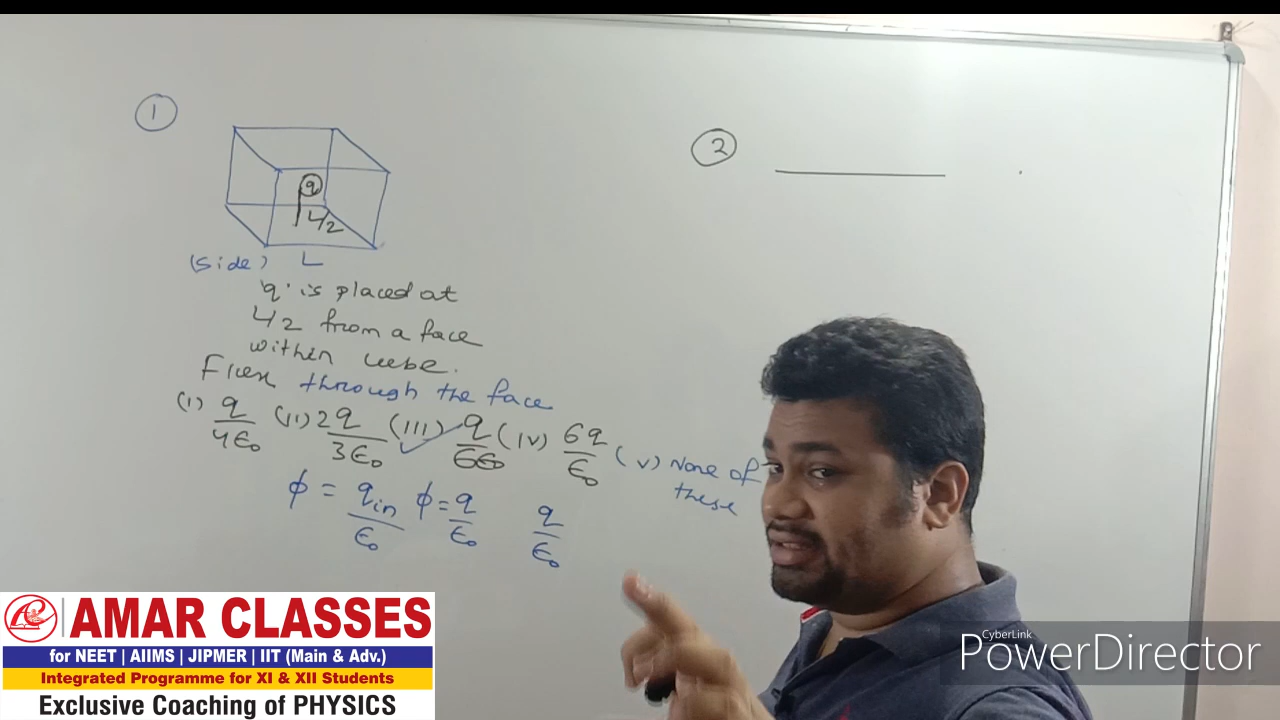 1
q
L/2
(Side) L
'q' is placed at
L/2 from a face
within cube.
Flux through the face
(I) q/4ε₀ (II) 2q/3ε₀ (III) ✓ q/6ε₀ (IV) 6q/ε₀ (V) None of these
ϕ = qin/ε₀ ϕ = q/ε₀ q/ε₀
2
AMAR CLASSES
for NEET | AIIMS | JIPMER | IIT (Main & Adv.)
Integrated Programme for XI & XII Students
Exclusive Coaching of PHYSICS
CyberLink
PowerDirector